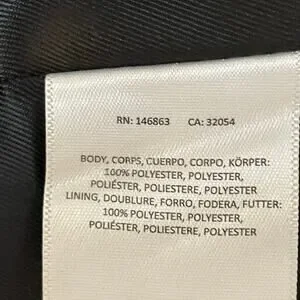 RN: 146863 CA: 32054
BODY, CORPS, CUERPO, CORPO, KÖRPER:
100% POLYESTER, POLYESTER,
POLIÉSTER, POLIESTERE, POLYESTER
LINING, DOUBLURE, FORRO, FODERA, FUTTER:
100% POLYESTER, POLYESTER,
POLIÉSTER, POLIESTERE, POLYESTER